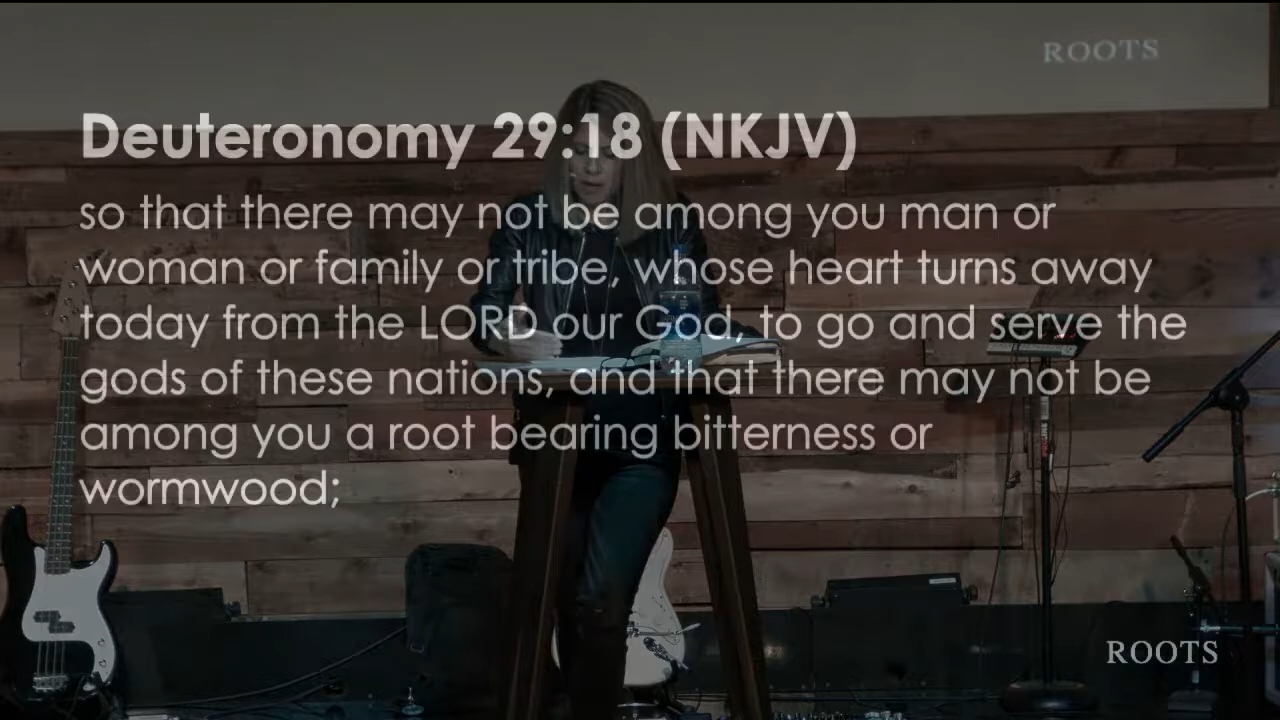 ROOTS
Deuteronomy 29:18 (NKJV)
so that there may not be among you man or
woman or family or tribe, whose heart turns away
today from the LORD our God, to go and serve the
gods of these nations, and that there may not be
among you a root bearing bitterness or
wormwood;
ROOTS